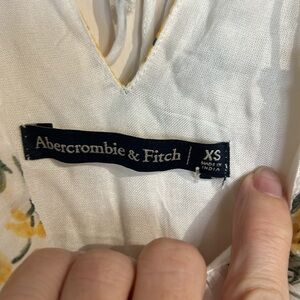 Abercrombie & Fitch
XS
MADE IN
INDIA